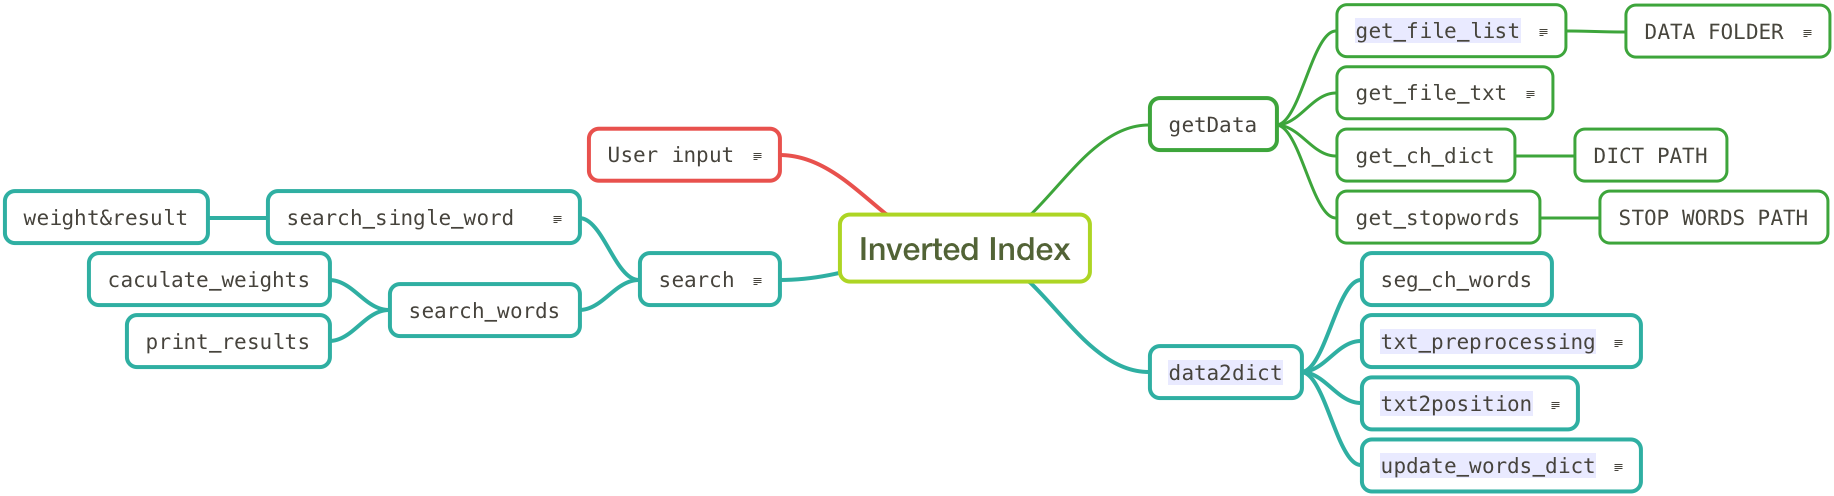 Inverted Index
User input
search
search_single_word
weight&result
search_words
caculate_weights
print_results
getData
get_file_list
DATA FOLDER
get_file_txt
get_ch_dict
DICT PATH
get_stopwords
STOP WORDS PATH
data2dict
seg_ch_words
txt_preprocessing
txt2position
update_words_dict